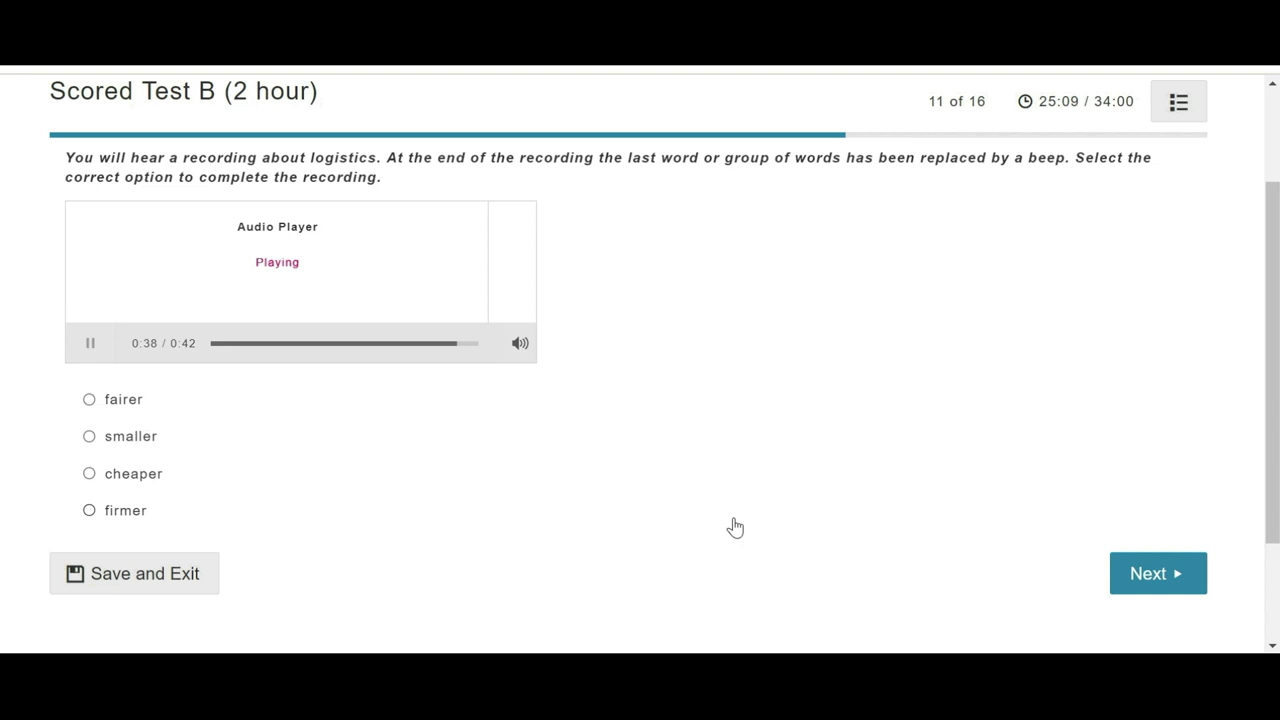 Scored Test B (2 hour)
11 of 16
25:09 / 34:00
You will hear a recording about logistics. At the end of the recording the last word or group of words has been replaced by a beep. Select the
correct option to complete the recording.
Audio Player
Playing
0:38 / 0:42
fairer
smaller
cheaper
firmer
Save and Exit
Next